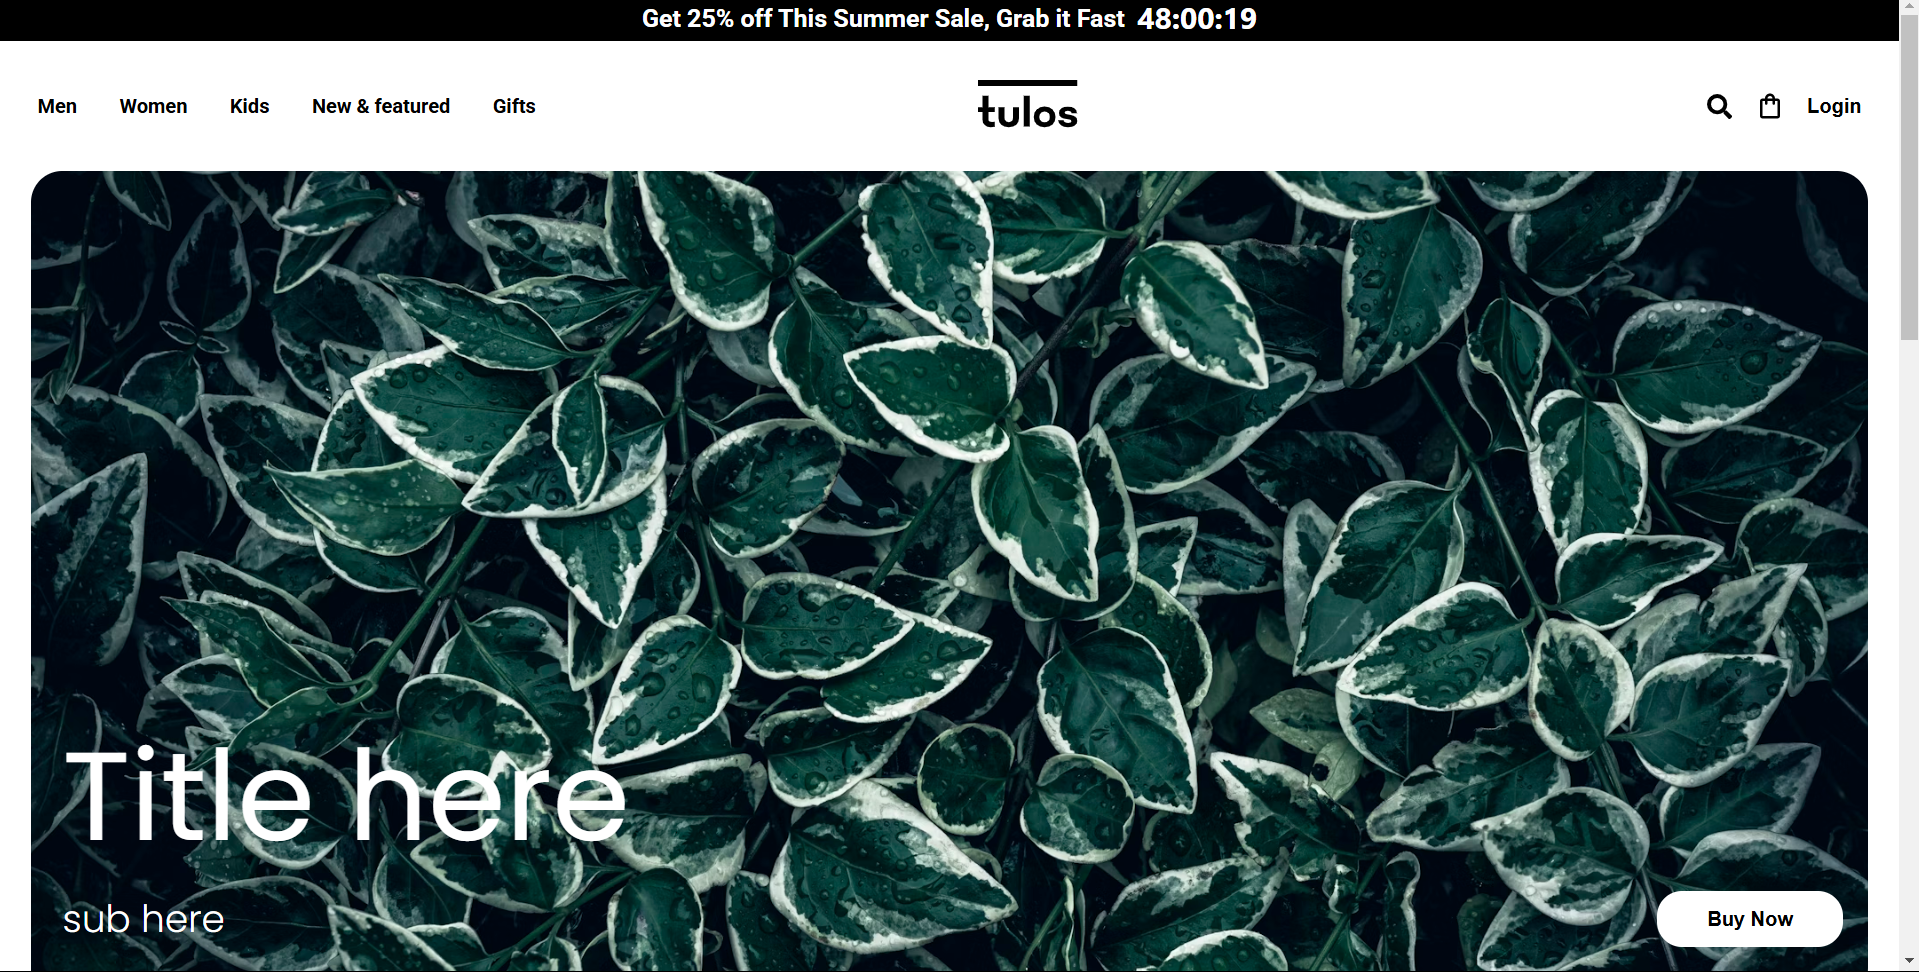 Get 25% off This Summer Sale, Grab it Fast 48:00:19
Men Women Kids New & featured Gifts tulos Login
Title here
sub here
Buy Now